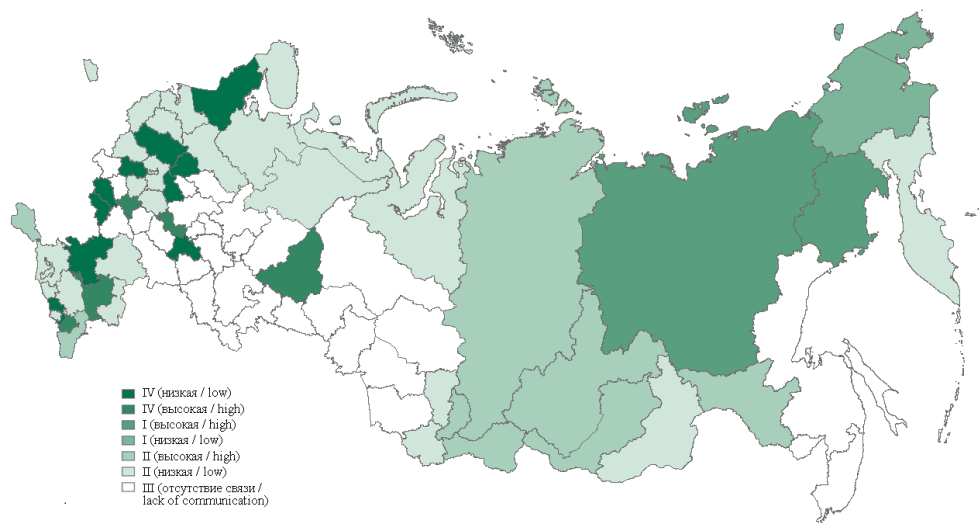 IV (низкая / low)
IV (высокая / high)
I (высокая / high)
I (низкая / low)
II (высокая / high)
II (низкая / low)
III (отсутствие связи /
lack of communication)